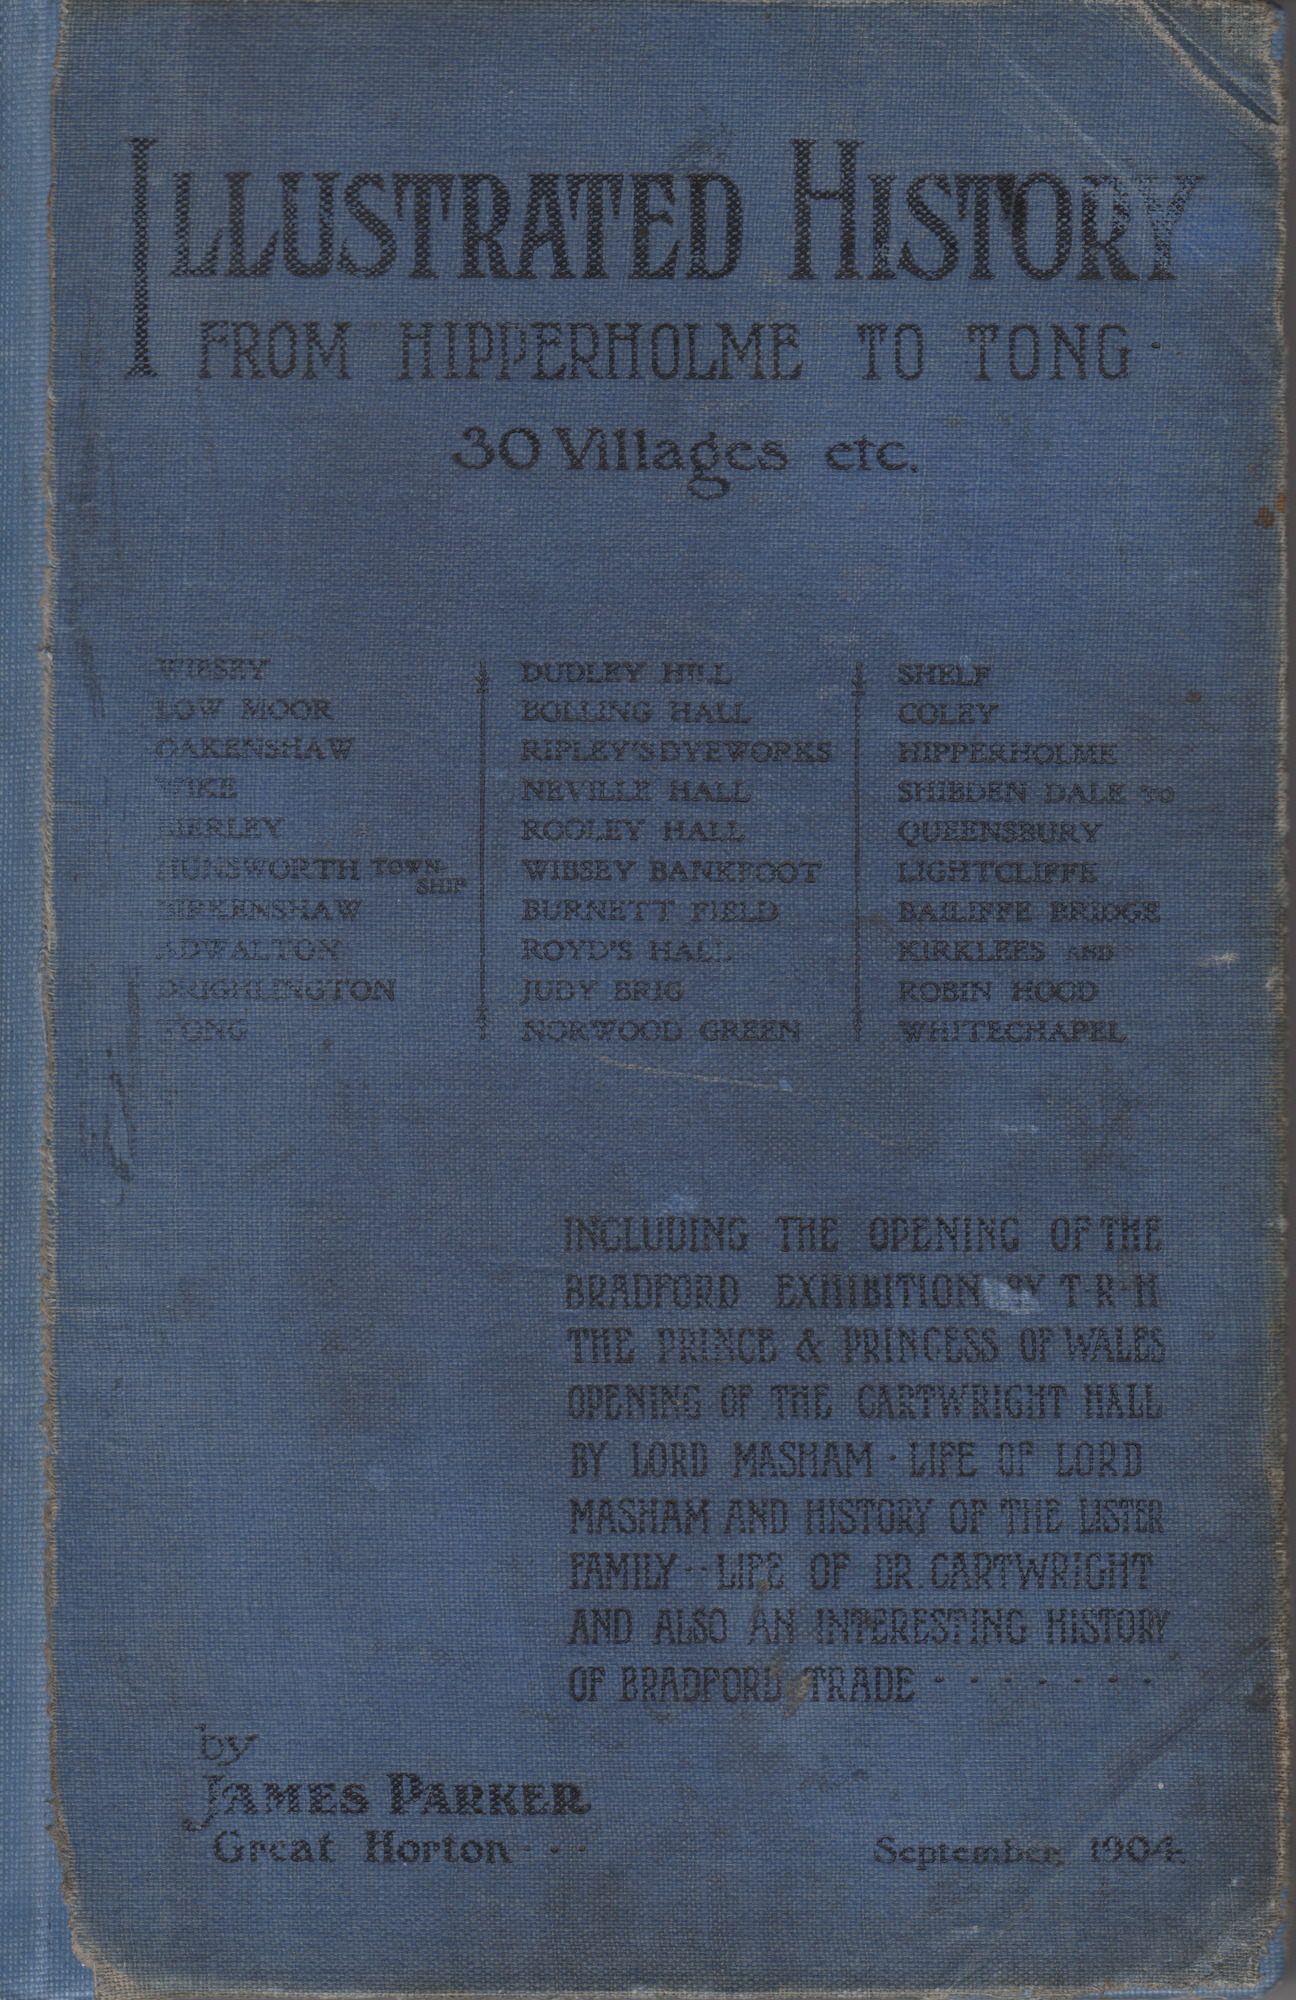 ILLUSTRATED HISTORY
FROM HIPPERHOLME TO TONG ·
30 Villages etc.
WIBSEY
LOW MOOR
OAKENSHAW
WIKE
BIERLEY
HUNSWORTH TOWN-
SHIP
BIRKENSHAW
ADWALTON
DRIGHLINGTON
TONG
DUDLEY HILL
BOLLING HALL
RIPLEY'S DYEWORKS
NEVILLE HALL
ROOLEY HALL
WIBSEY BANKFOOT
BURNETT FIELD
ROYD'S HALL
JUDY BRIG
NORWOOD GREEN
SHELF
COLEY
HIPPERHOLME
SHIBDEN DALE TO
QUEENSBURY
LIGHTCLIFFE
BAILIFFE BRIDGE
KIRKLEES AND
ROBIN HOOD
WHITECHAPEL
INCLUDING THE OPENING OF THE
BRADFORD EXHIBITION BY T·R·H
THE PRINCE & PRINCESS OF WALES
OPENING OF THE CARTWRIGHT HALL
BY LORD MASHAM · LIFE OF LORD
MASHAM AND HISTORY OF THE LISTER
FAMILY · · LIFE OF DR. CARTWRIGHT
AND ALSO AN INTERESTING HISTORY
OF BRADFORD TRADE · · · · · · ·
by
JAMES PARKER
Great Horton · · ·
September, 1904.